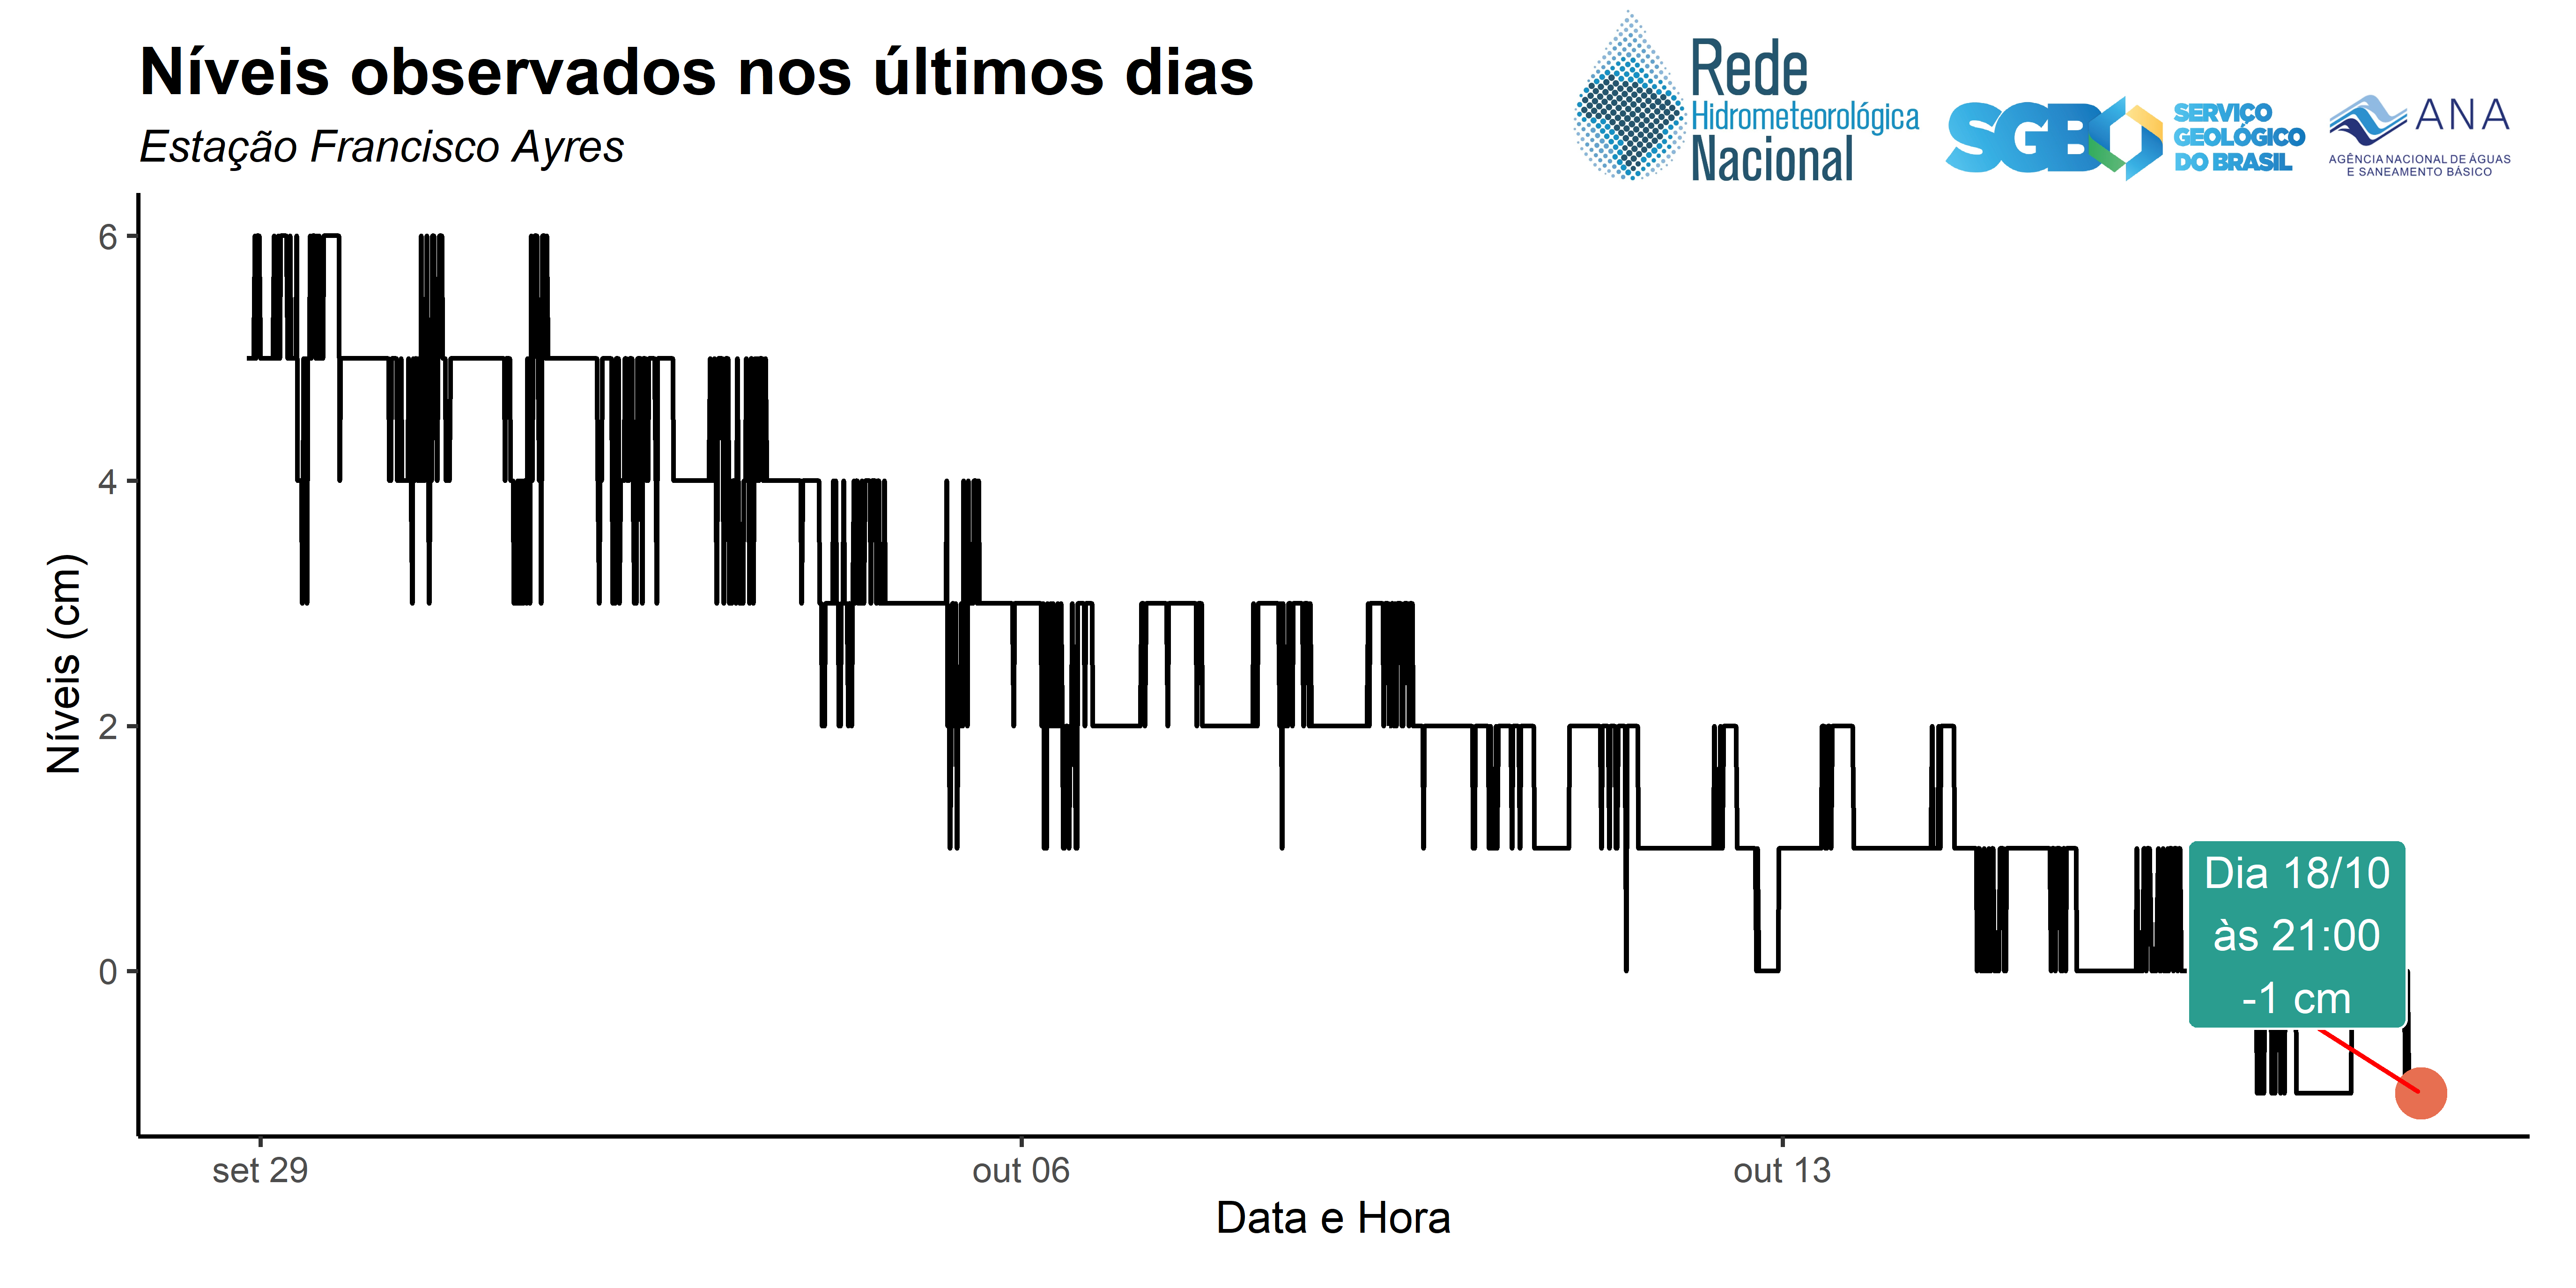 Níveis observados nos últimos dias
Estação Francisco Ayres
Rede
Hidrometeorológica
Nacional
SGB
SERVIÇO
GEOLÓGICO
DO BRASIL
ANA
AGÊNCIA NACIONAL DE ÁGUAS
E SANEAMENTO BÁSICO
Níveis (cm)
6
4
2
0
Dia 18/10
às 21:00
-1 cm
set 29
out 06
out 13
Data e Hora